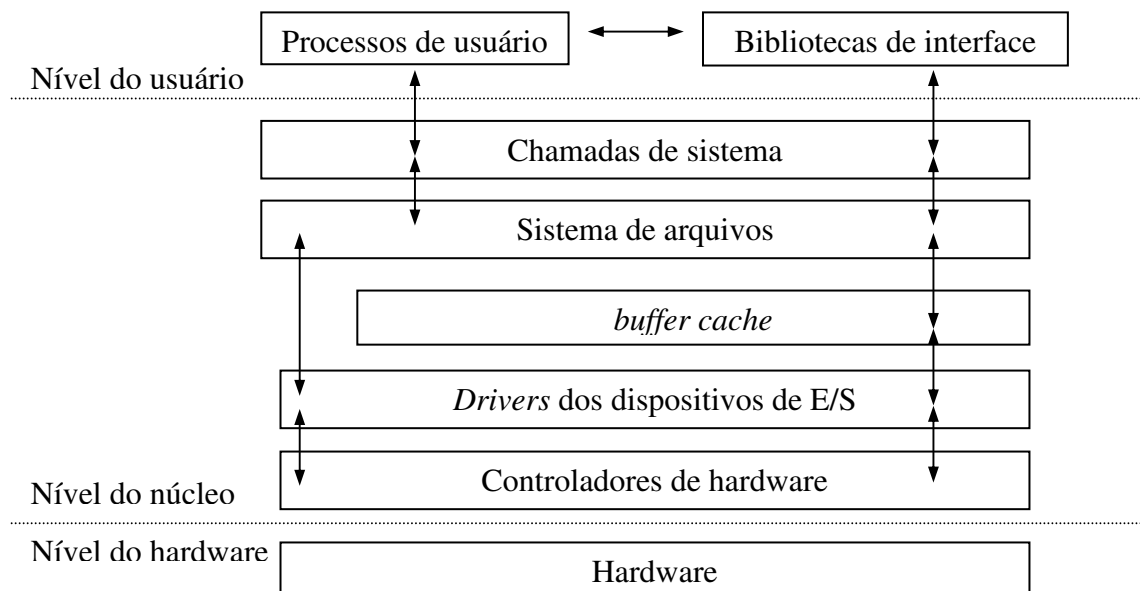 Processos de usuário
Bibliotecas de interface
Nível do usuário
Chamadas de sistema
Sistema de arquivos
buffer cache
Drivers dos dispositivos de E/S
Controladores de hardware
Nível do núcleo
Nível do hardware
Hardware